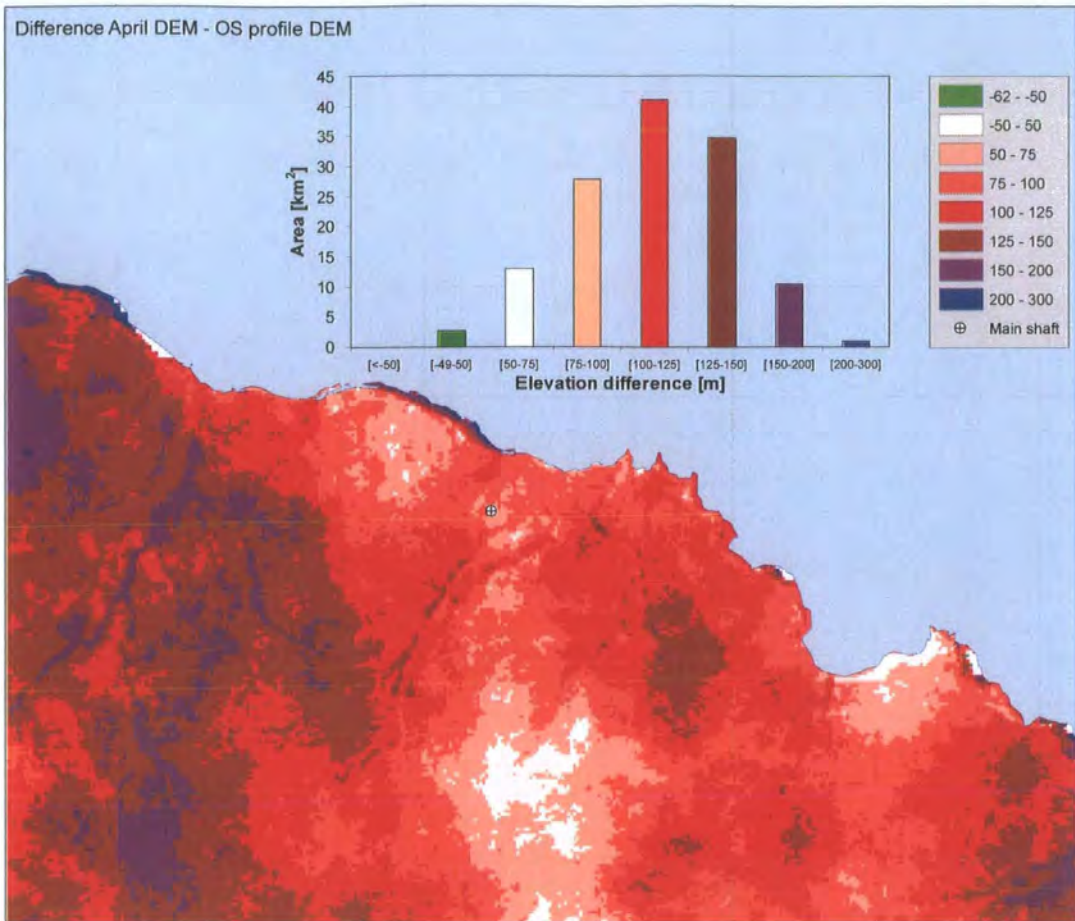 Difference April DEM - OS profile DEM
45
40
35
30
25
20
15
10
5
0
Area [km²]
[<-50] [-49-50] [50-75] [75-100] [100-125] [125-150] [150-200] [200-300]
Elevation difference [m]
-62 - -50
-50 - 50
50 - 75
75 - 100
100 - 125
125 - 150
150 - 200
200 - 300
Main shaft